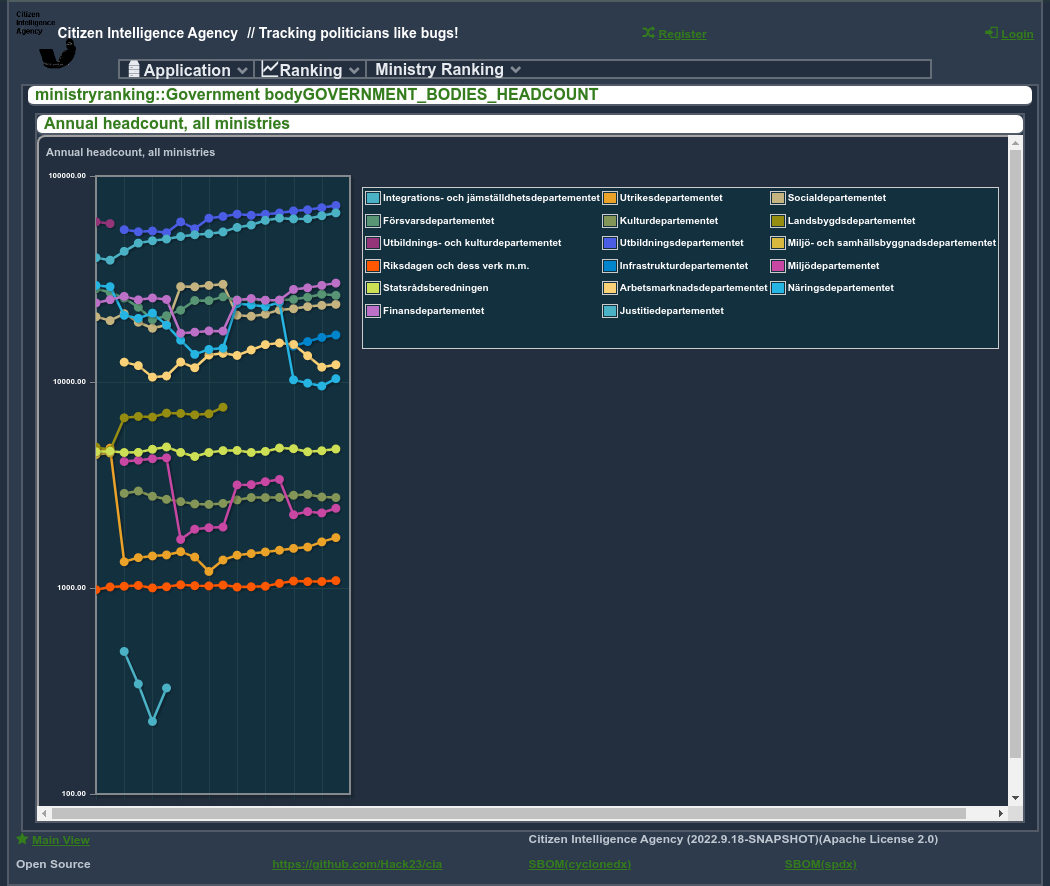 Citizen
Intelligence
Agency
Citizen Intelligence Agency // Tracking politicians like bugs!
Register
Login
Application
Ranking
Ministry Ranking
ministryranking::Government bodyGOVERNMENT_BODIES_HEADCOUNT
Annual headcount, all ministries
Annual headcount, all ministries
100000.00
10000.00
1000.00
100.00
Integrations- och jämställdhetsdepartementet Utrikesdepartementet Socialdepartementet
Försvarsdepartementet Kulturdepartementet Landsbygdsdepartementet
Utbildnings- och kulturdepartementet Utbildningsdepartementet Miljö- och samhällsbyggnadsdepartementet
Riksdagen och dess verk m.m. Infrastrukturdepartementet Miljödepartementet
Statsrådsberedningen Arbetsmarknadsdepartementet Näringsdepartementet
Finansdepartementet Justitiedepartementet
Main View
Citizen Intelligence Agency (2022.9.18-SNAPSHOT)(Apache License 2.0)
Open Source
https://github.com/Hack23/cia
SBOM(cyclonedx)
SBOM(spdx)